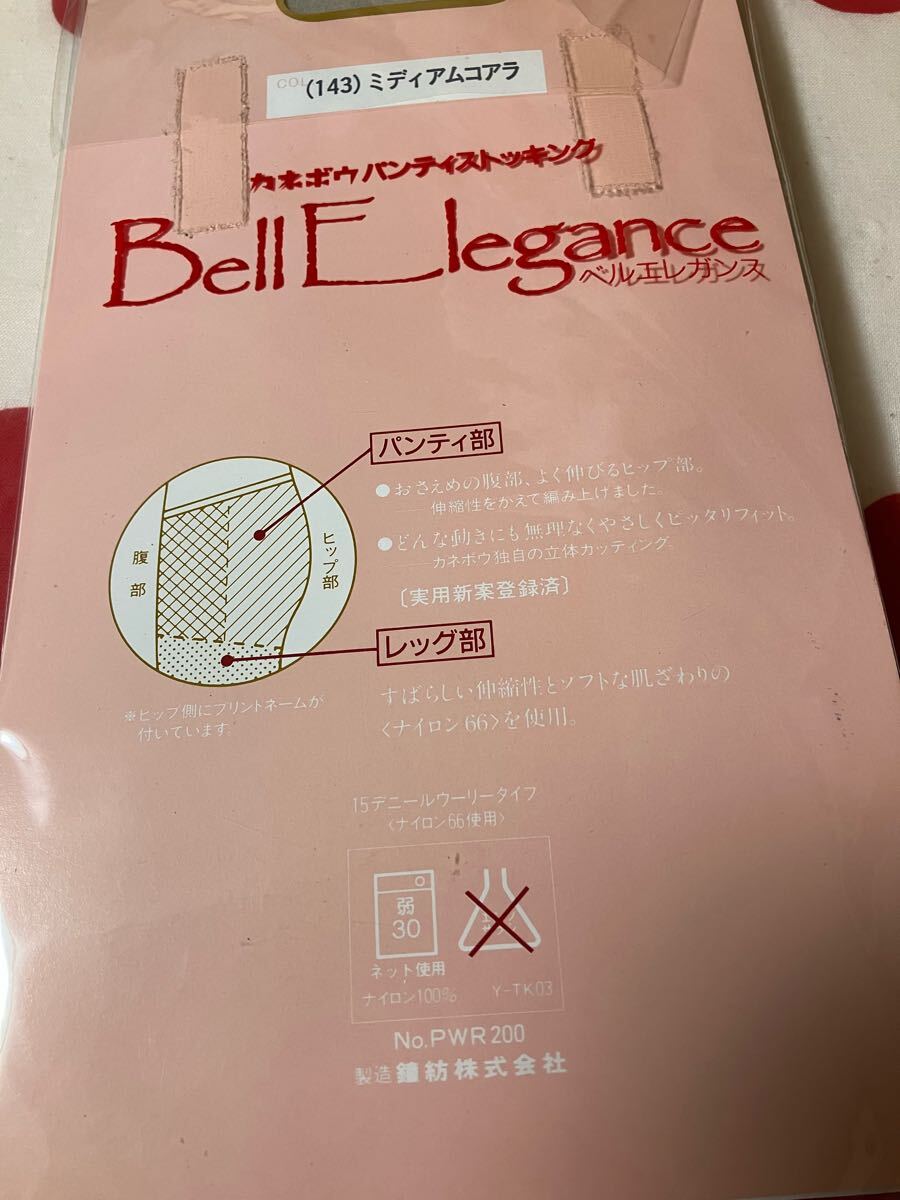 COL (143) ミディアムコアラ
カネボウパンティストッキング
Bell Elegance
ベルエレガンス
パンティ部
●おさえめの腹部、よく伸びるヒップ部。
——伸縮性をかえて編み上げました。
●どんな動きにも無理なくやさしくピッタリフィット。
——カネボウ独自の立体カッティング。
〔実用新案登録済〕
腹部
ヒップ部
レッグ部
すばらしい伸縮性とソフトな肌ざわりの
〈ナイロン66〉を使用。
※ヒップ側にプリントネームが
付いています。
15デニールウーリータイプ
〈ナイロン66使用〉
弱
30
ネット使用
ナイロン100% Y-TK03
No.PWR200
製造 鐘紡株式会社